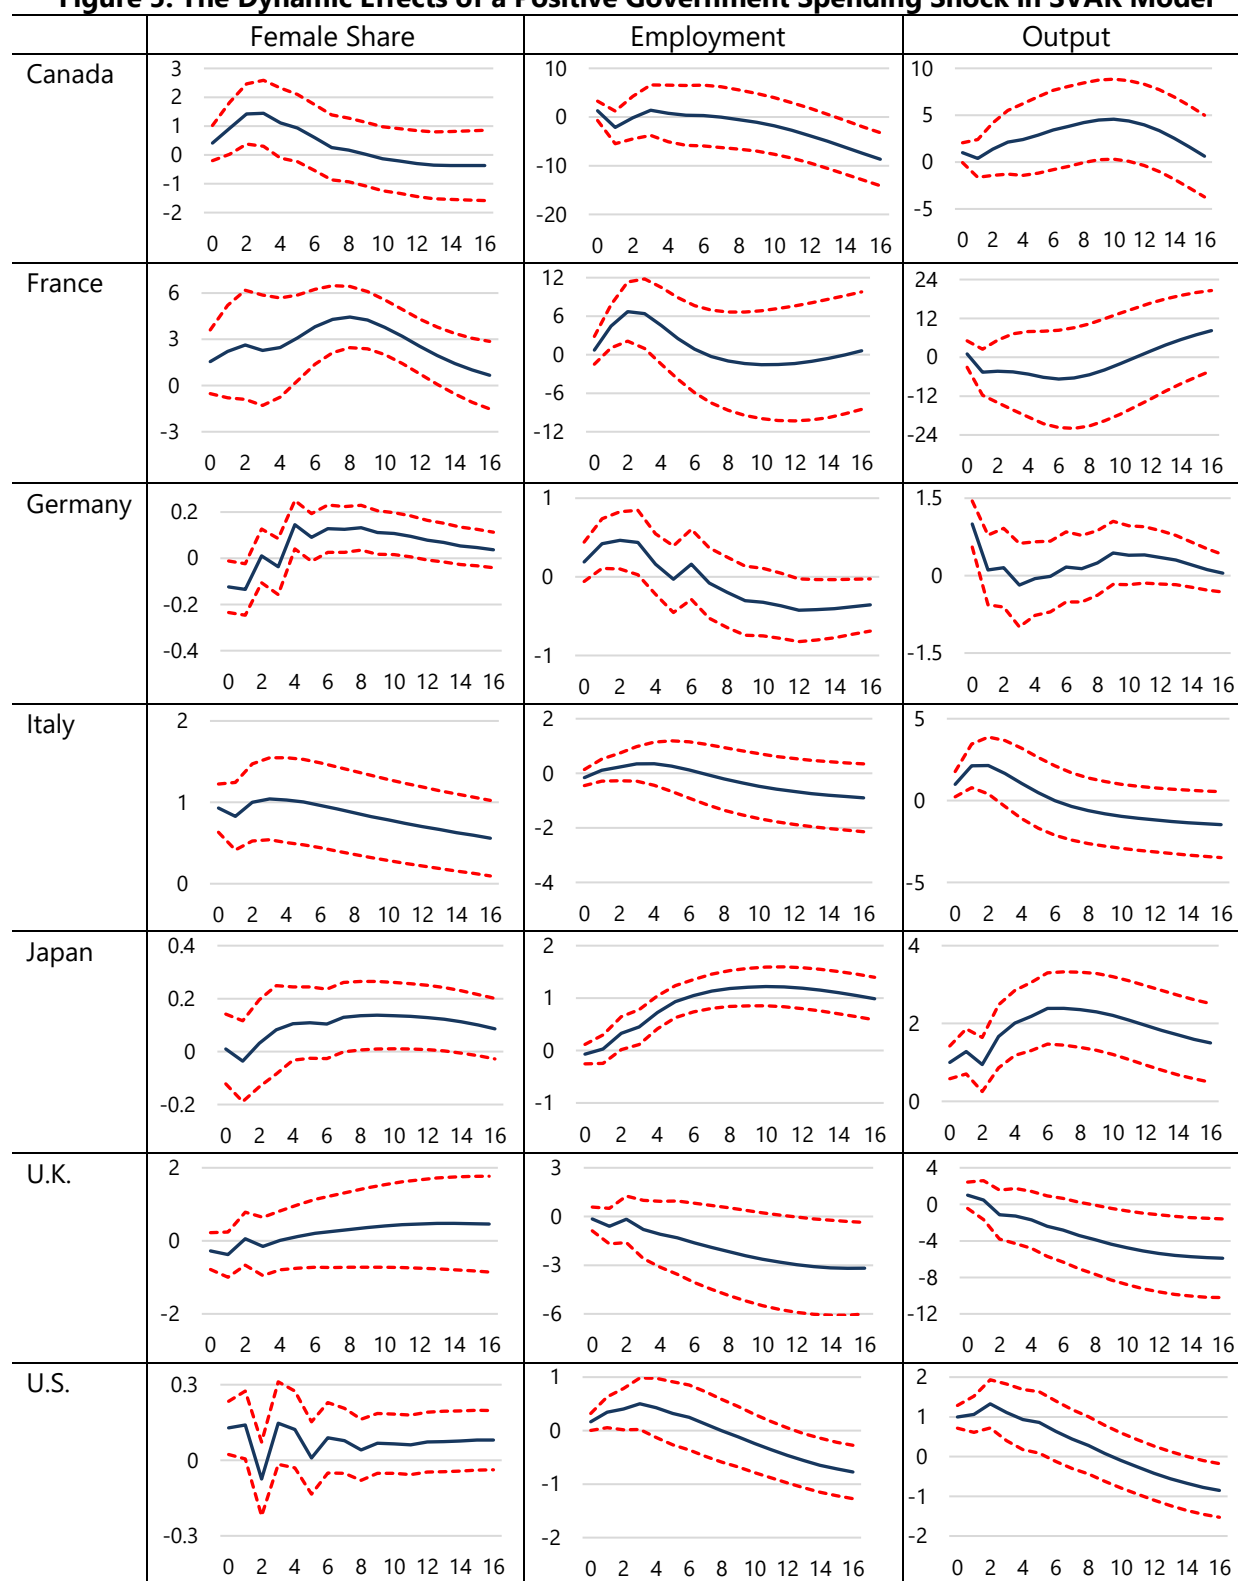 Figure 5. The Dynamic Effects of a Positive Government Spending Shock in SVAR Model
Female Share Employment Output
Canada
3
2
1
0
-1
-2
0 2 4 6 8 10 12 14 16
10
0
-10
-20
0 2 4 6 8 10 12 14 16
10
5
0
-5
0 2 4 6 8 10 12 14 16
France
6
3
0
-3
0 2 4 6 8 10 12 14 16
12
6
0
-6
-12
0 2 4 6 8 10 12 14 16
24
12
0
-12
-24
0 2 4 6 8 10 12 14 16
Germany
0.2
0
-0.2
-0.4
0 2 4 6 8 10 12 14 16
1
0
-1
0 2 4 6 8 10 12 14 16
1.5
0
-1.5
0 2 4 6 8 10 12 14 16
Italy
2
1
0
0 2 4 6 8 10 12 14 16
2
0
-2
-4
0 2 4 6 8 10 12 14 16
5
0
-5
0 2 4 6 8 10 12 14 16
Japan
0.4
0.2
0
-0.2
0 2 4 6 8 10 12 14 16
2
1
0
-1
0 2 4 6 8 10 12 14 16
4
2
0
0 2 4 6 8 10 12 14 16
U.K.
2
0
-2
0 2 4 6 8 10 12 14 16
3
0
-3
-6
0 2 4 6 8 10 12 14 16
4
0
-4
-8
-12
0 2 4 6 8 10 12 14 16
U.S.
0.3
0
-0.3
0 2 4 6 8 10 12 14 16
1
0
-1
-2
0 2 4 6 8 10 12 14 16
2
1
0
-1
-2
0 2 4 6 8 10 12 14 16